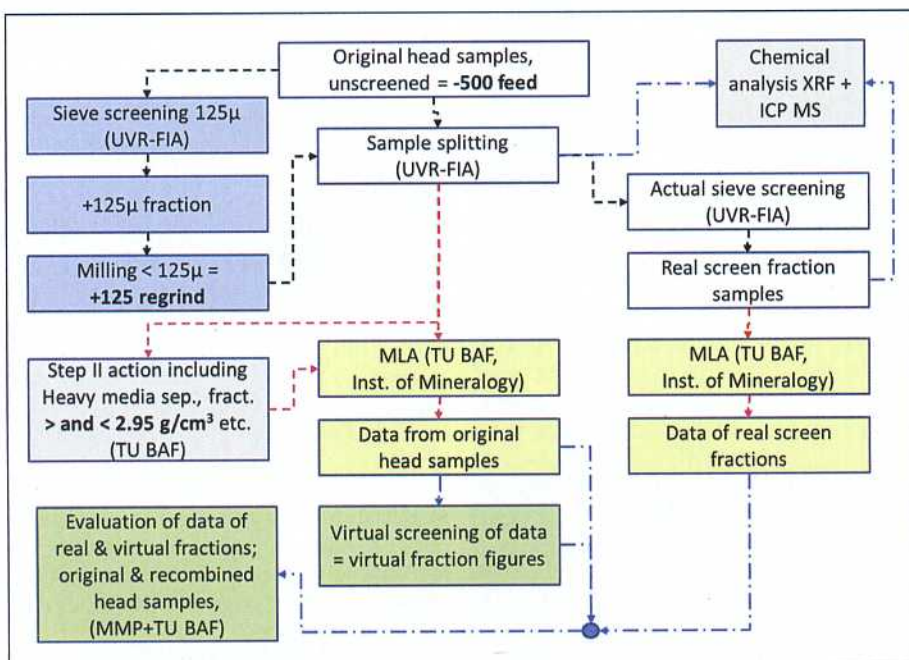 Original head samples,
unscreened = -500 feed
Chemical
analysis XRF +
ICP MS
Sieve screening 125µ
(UVR-FIA)
Sample splitting
(UVR-FIA)
+125µ fraction
Actual sieve screening
(UVR-FIA)
Milling < 125µ =
+125 regrind
Real screen fraction
samples
Step II action including
Heavy media sep., fract.
> and < 2.95 g/cm³ etc.
(TU BAF)
MLA (TU BAF,
Inst. of Mineralogy)
MLA (TU BAF,
Inst. of Mineralogy)
Data from original
head samples
Data of real screen
fractions
Evaluation of data of
real & virtual fractions;
original & recombined
head samples,
(MMP+TU BAF)
Virtual screening of data
= virtual fraction figures